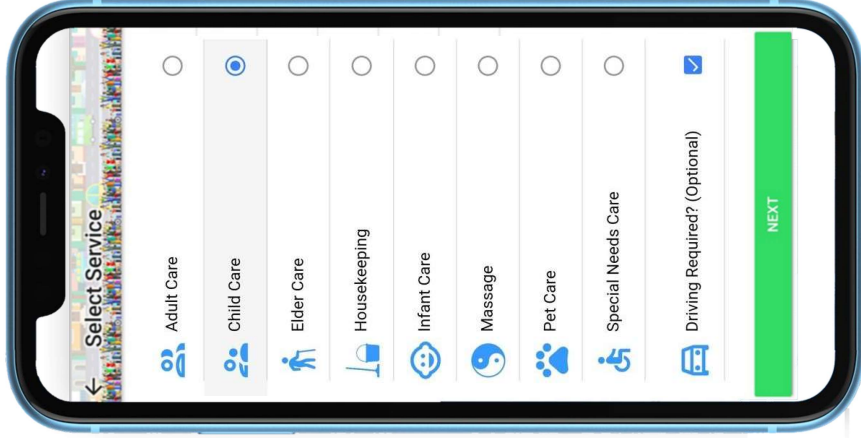 Select Service
Adult Care
Child Care
Elder Care
Housekeeping
Infant Care
Massage
Pet Care
Special Needs Care
Driving Required? (Optional)
NEXT